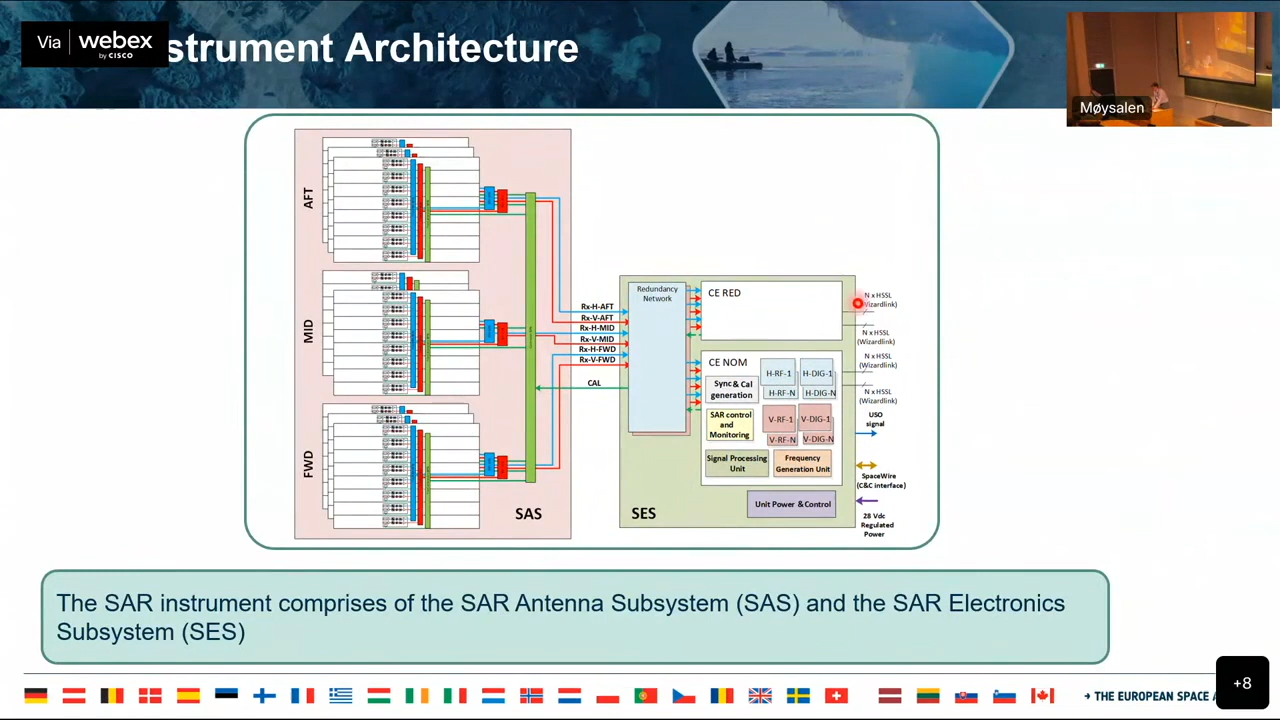 Via webex
by CISCO
strument Architecture
Møysalen
AFT
MID
FWD
SAS
Rx-H-AFT
Rx-V-AFT
Rx-H-MID
Rx-V-MID
Rx-H-FWD
Rx-V-FWD
CAL
Redundancy
Network
CE RED
CE NOM
Sync & Cal
generation
H-RF-1
H-DIG-1
H-RF-N
H-DIG-N
SAR control
and
Monitoring
V-RF-1
V-DIG-1
V-RF-N
V-DIG-N
Signal Processing
Unit
Frequency
Generation Unit
Unit Power & Control
SES
N x HSSL
(Wizardlink)
N x HSSL
(Wizardlink)
N x HSSL
(Wizardlink)
N x HSSL
(Wizardlink)
USO
signal
SpaceWire
(C&C interface)
28 Vdc
Regulated
Power
The SAR instrument comprises of the SAR Antenna Subsystem (SAS) and the SAR Electronics
Subsystem (SES)
→ THE EUROPEAN SPACE
+8